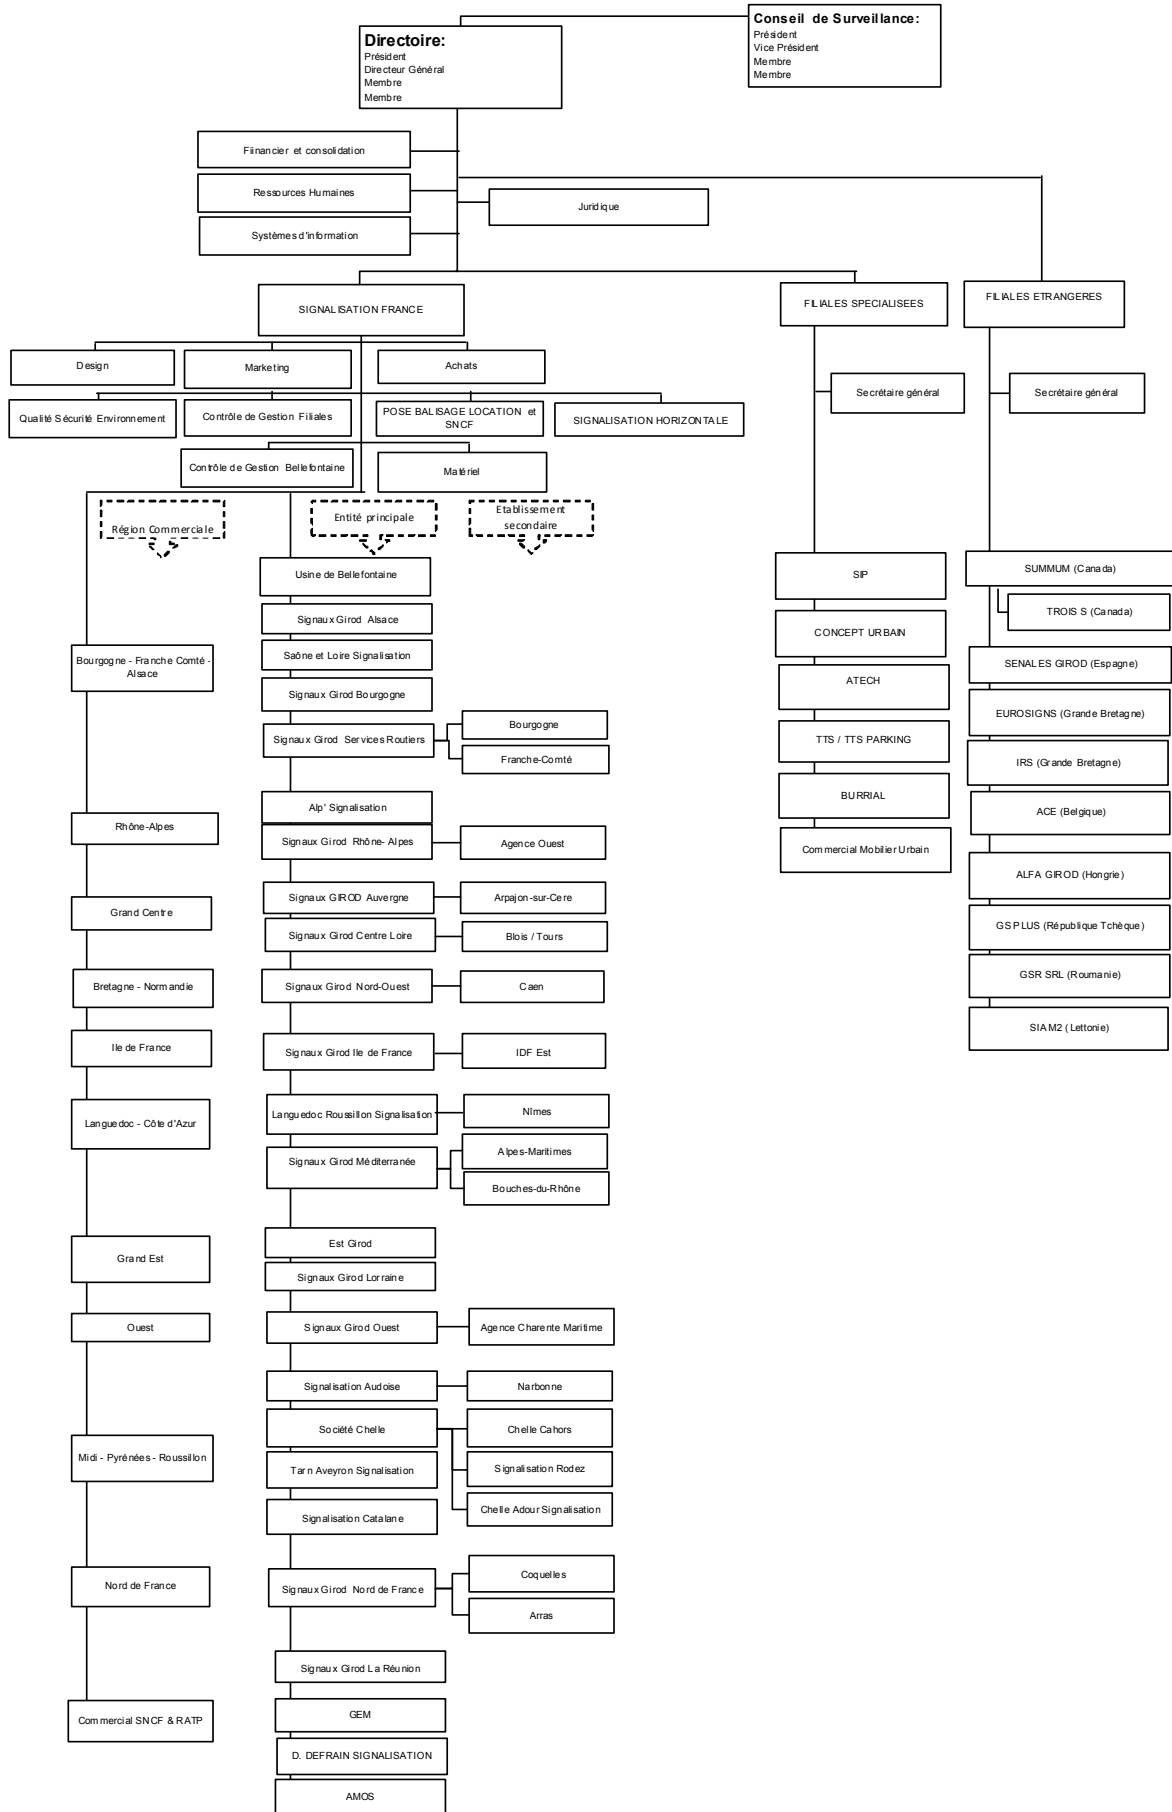 Conseil de Surveillance:
Président
Vice Président
Membre
Membre
Directoire:
Président
Directeur Général
Membre
Membre
Fiinancier et consolidation
Ressources Humaines
Juridique
Systèmes d'information
SIGNALISATION FRANCE
FILIALES SPECIALISEES
FILIALES ETRANGERES
Design
Marketing
Achats
Secrétaire général
Secrétaire général
Qualité Sécurité Environnement
Contrôle de Gestion Filiales
POSE BALISAGE LOCATION et
SNCF
SIGNALISATION HORIZONTALE
Contrôle de Gestion Bellefontaine
Matériel
Région Commerciale
Entité principale
Etablissement
secondaire
Usine de Bellefontaine
Signaux Girod Alsace
Saône et Loire Signalisation
Bourgogne - Franche Comté -
Alsace
Signaux Girod Bourgogne
Signaux Girod Services Routiers
Bourgogne
Franche-Comté
Alp' Signalisation
Rhône-Alpes
Signaux Girod Rhône- Alpes
Agence Ouest
Signaux GIROD Auvergne
Arpajon-sur-Cere
Grand Centre
Signaux Girod Centre Loire
Blois / Tours
Bretagne - Normandie
Signaux Girod Nord-Ouest
Caen
Ile de France
Signaux Girod Ile de France
IDF Est
Languedoc - Côte d'Azur
Languedoc Roussillon Signalisation
Nîmes
Signaux Girod Méditerranée
Alpes-Maritimes
Bouches-du-Rhône
Grand Est
Est Girod
Signaux Girod Lorraine
Ouest
Signaux Girod Ouest
Agence Charente Maritime
Signalisation Audoise
Narbonne
Société Chelle
Chelle Cahors
Midi - Pyrénées - Roussillon
Tarn Aveyron Signalisation
Signalisation Rodez
Signalisation Catalane
Chelle Adour Signalisation
Nord de France
Signaux Girod Nord de France
Coquelles
Arras
Signaux Girod La Réunion
Commercial SNCF & RATP
GEM
D. DEFRAIN SIGNALISATION
AMOS
SIP
CONCEPT URBAIN
ATECH
TTS / TTS PARKING
BURRIAL
Commercial Mobilier Urbain
SUMMUM (Canada)
TROIS S (Canada)
SENALES GIROD (Espagne)
EUROSIGNS (Grande Bretagne)
IRS (Grande Bretagne)
ACE (Belgique)
ALFA GIROD (Hongrie)
GS PLUS (République Tchèque)
GSR SRL (Roumanie)
SIA M2 (Lettonie)